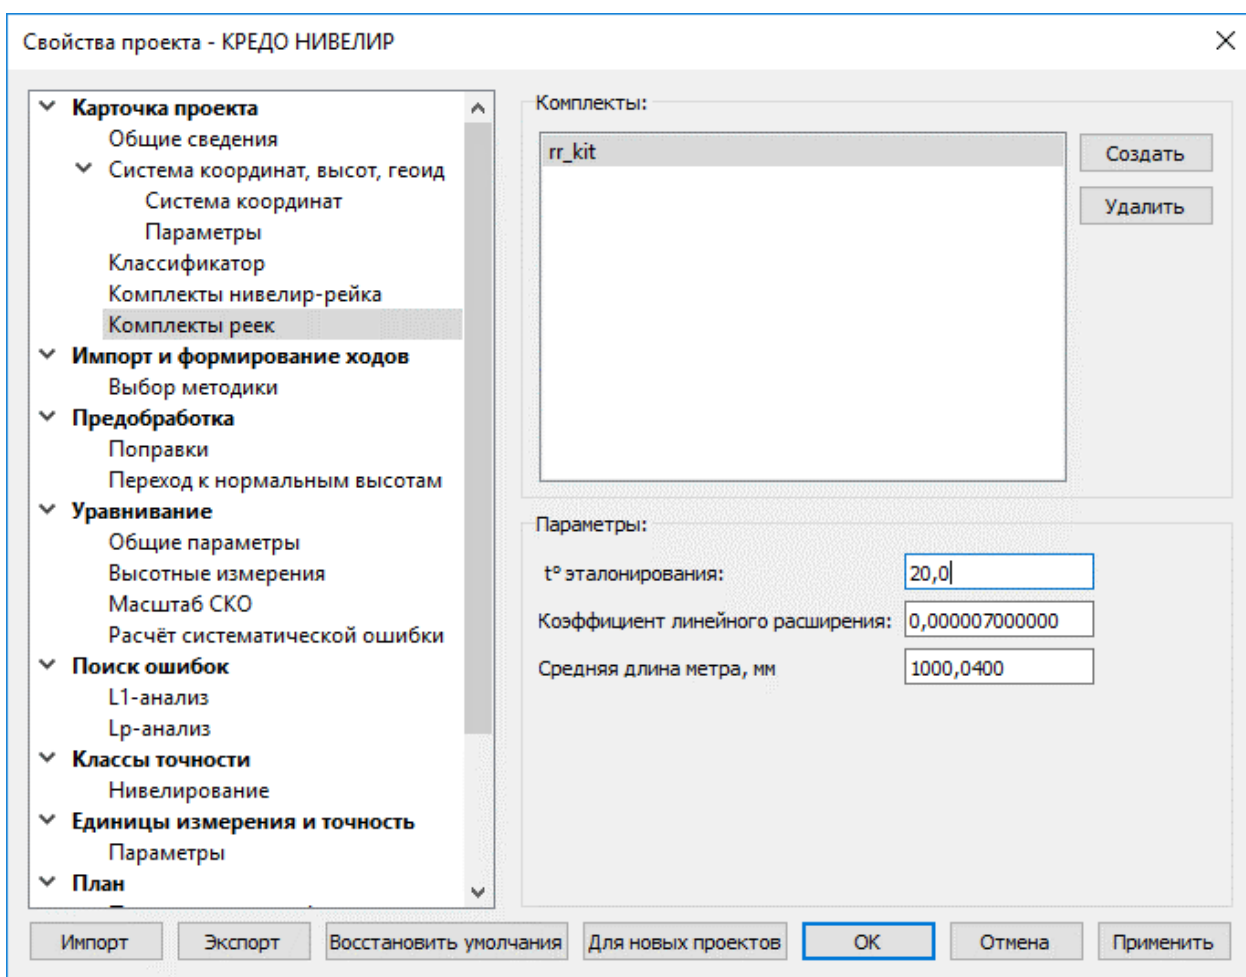 Свойства проекта - КРЕДО НИВЕЛИР
Карточка проекта
Общие сведения
Система координат, высот, геоид
Система координат
Параметры
Классификатор
Комплекты нивелир-рейка
Комплекты реек
Импорт и формирование ходов
Выбор методики
Предобработка
Поправки
Переход к нормальным высотам
Уравнивание
Общие параметры
Высотные измерения
Масштаб СКО
Расчёт систематической ошибки
Поиск ошибок
L1-анализ
Lp-анализ
Классы точности
Нивелирование
Единицы измерения и точность
Параметры
План
Комплекты:
rr_kit
Создать
Удалить
Параметры:
t° эталонирования: 20,0
Коэффициент линейного расширения: 0,000007000000
Средняя длина метра, мм 1000,0400
Импорт Экспорт Восстановить умолчания Для новых проектов ОК Отмена Применить